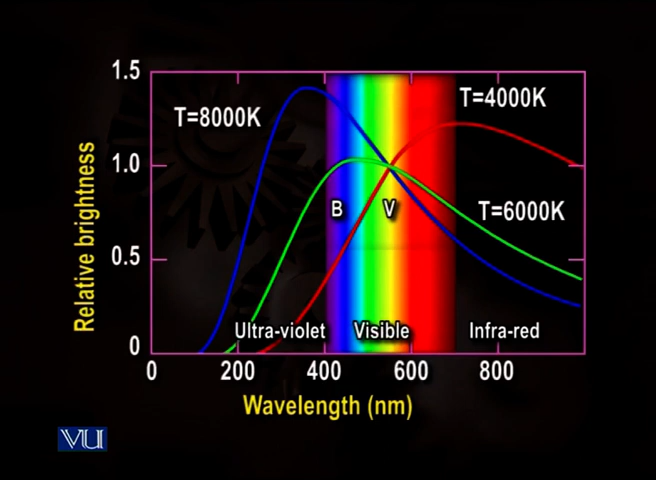 1.5
T=4000K
T=8000K
Relative brightness
1.0
B
V
T=6000K
0.5
Ultra-violet
Visible
Infra-red
0
0
200
400
600
800
Wavelength (nm)
VU